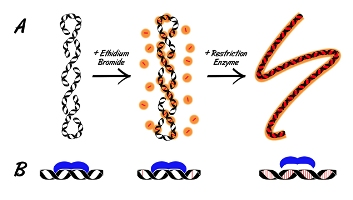 A
+ Ethidium
Bromide
+ Restriction
Enzyme
B